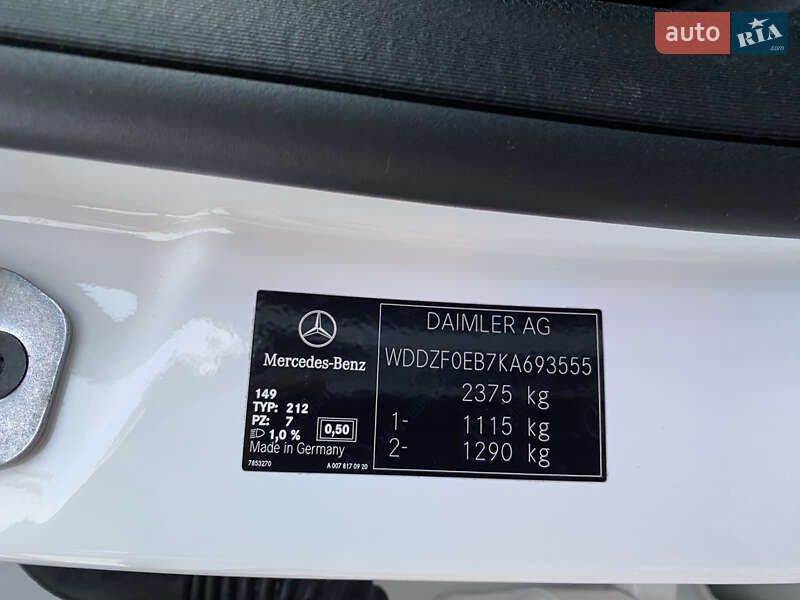 auto RIA
DAIMLER AG
Mercedes-Benz
WDDZF0EB7KA693555
2375 kg
1- 1115 kg
2- 1290 kg
149
TYP: 212
PZ: 7
1,0 % 0,50
Made in Germany
7853270 A 007 817 09 20